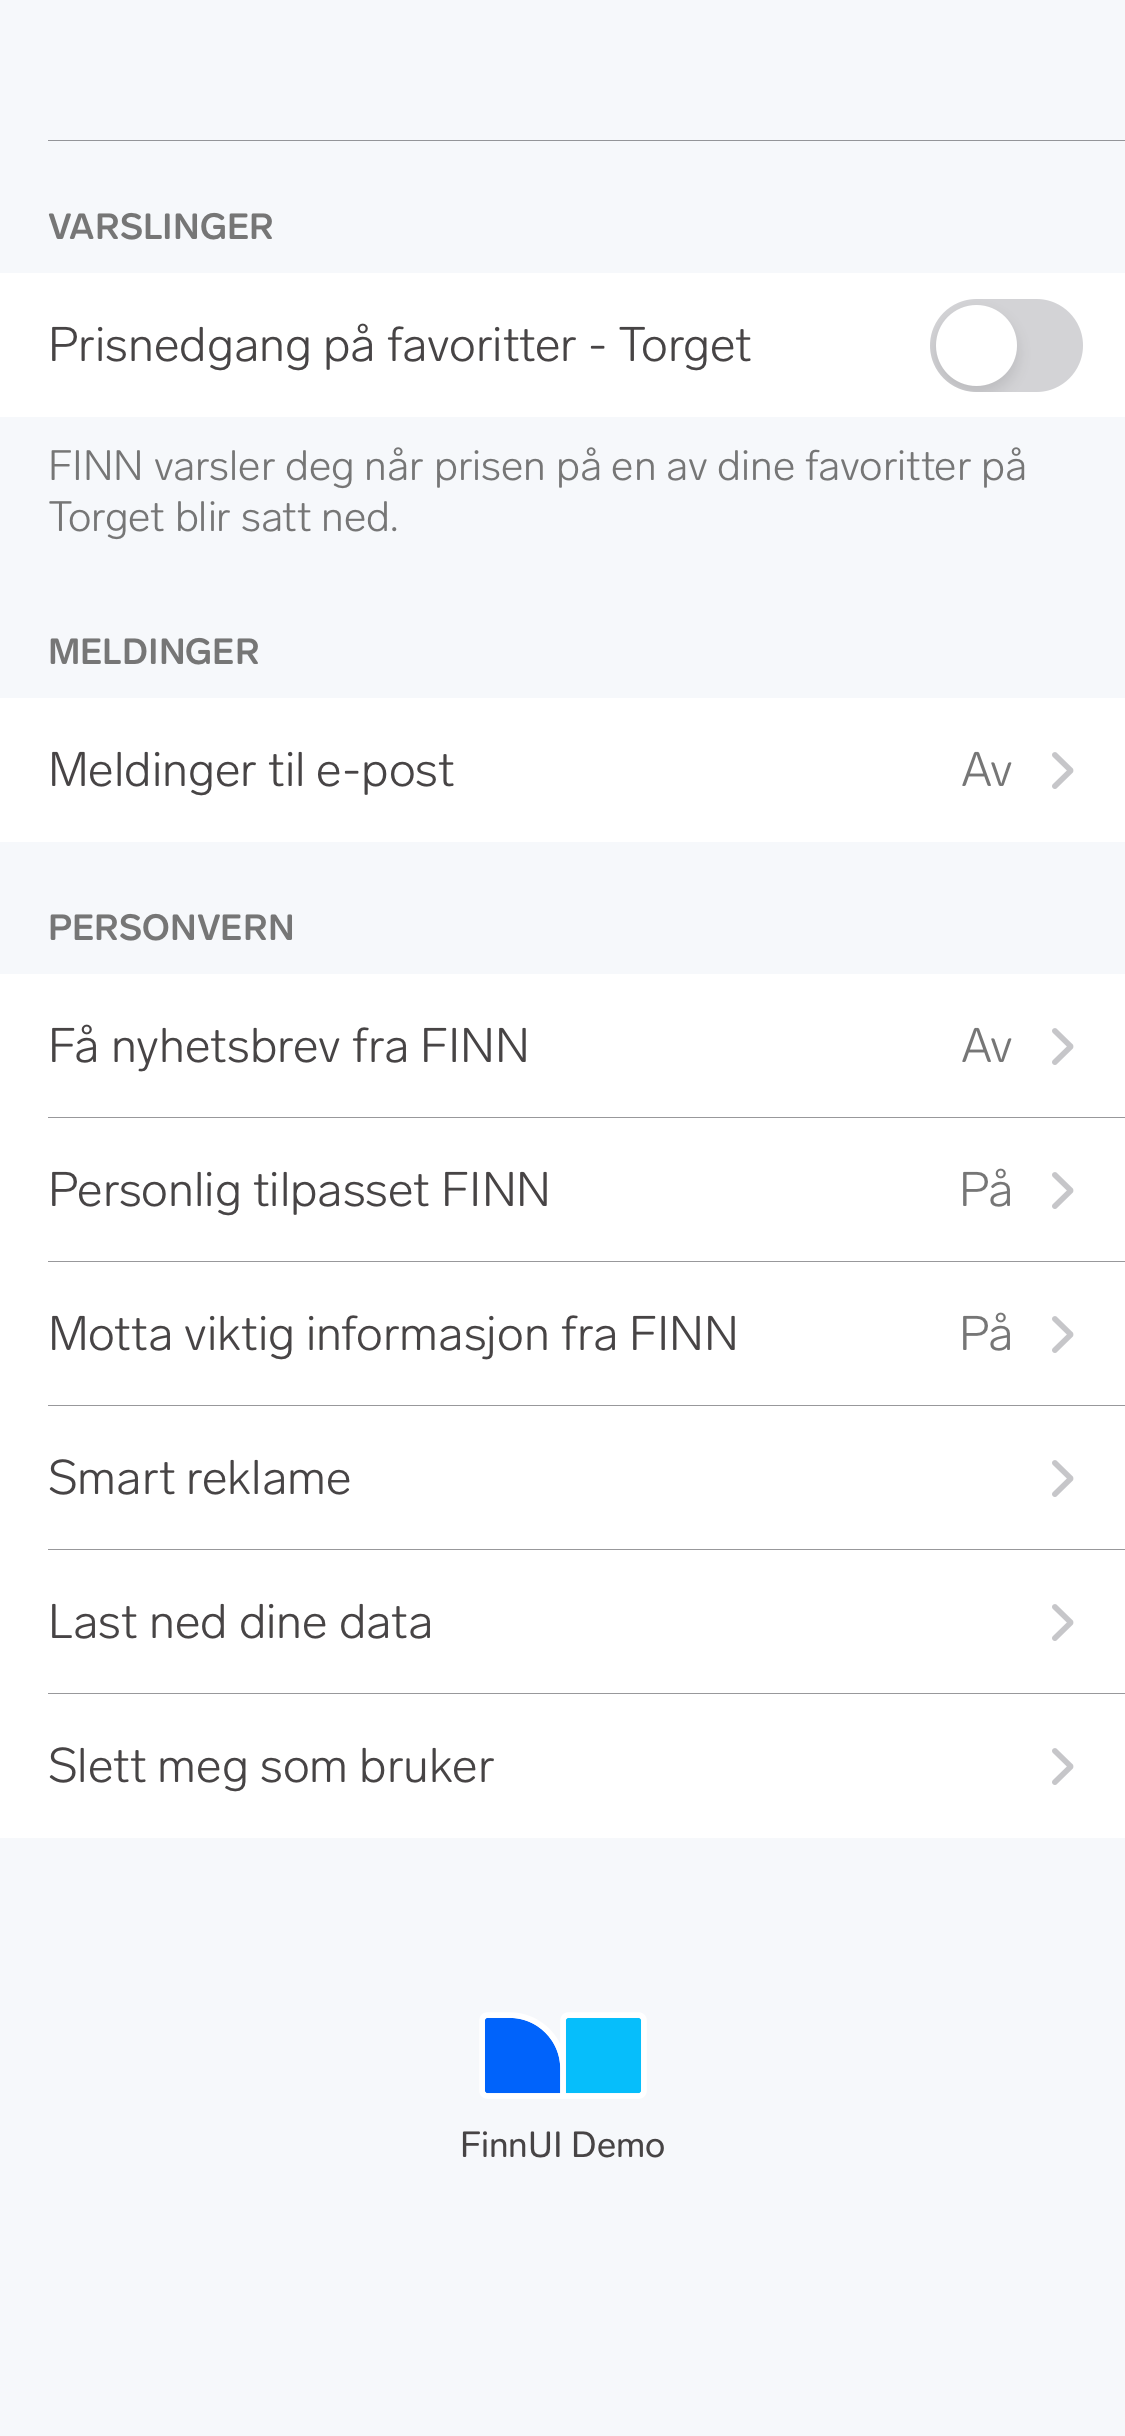 VARSLINGER
Prisnedgang på favoritter - Torget
FINN varsler deg når prisen på en av dine favoritter på
Torget blir satt ned.
MELDINGER
Meldinger til e-post Av
PERSONVERN
Få nyhetsbrev fra FINN Av
Personlig tilpasset FINN På
Motta viktig informasjon fra FINN På
Smart reklame
Last ned dine data
Slett meg som bruker
FinnUI Demo